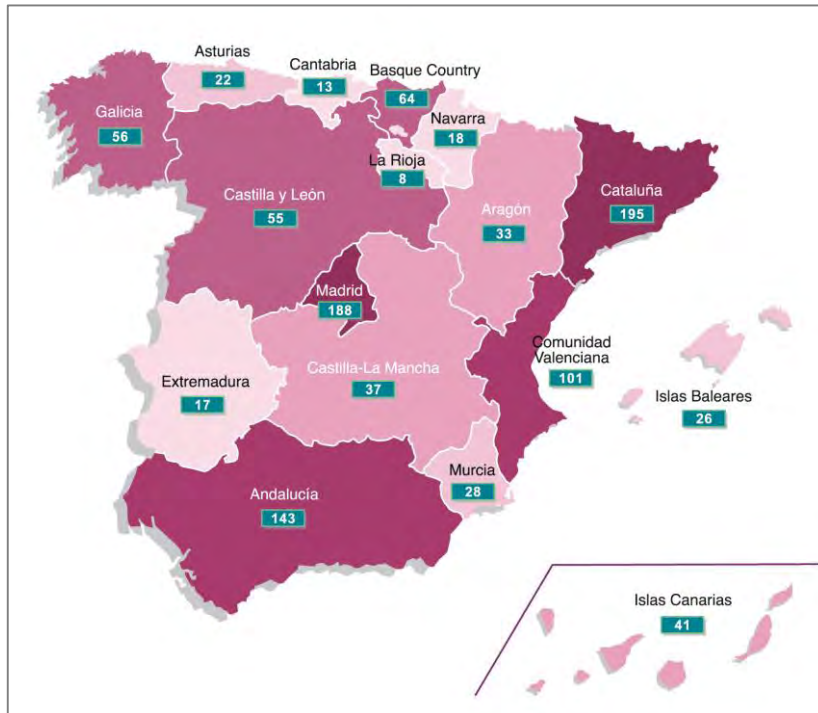 Asturias
22
Cantabria
13
Basque Country
64
Galicia
56
Navarra
18
La Rioja
8
Castilla y León
55
Aragón
33
Cataluña
195
Madrid
188
Comunidad
Valenciana
101
Castilla-La Mancha
37
Extremadura
17
Islas Baleares
26
Murcia
28
Andalucía
143
Islas Canarias
41